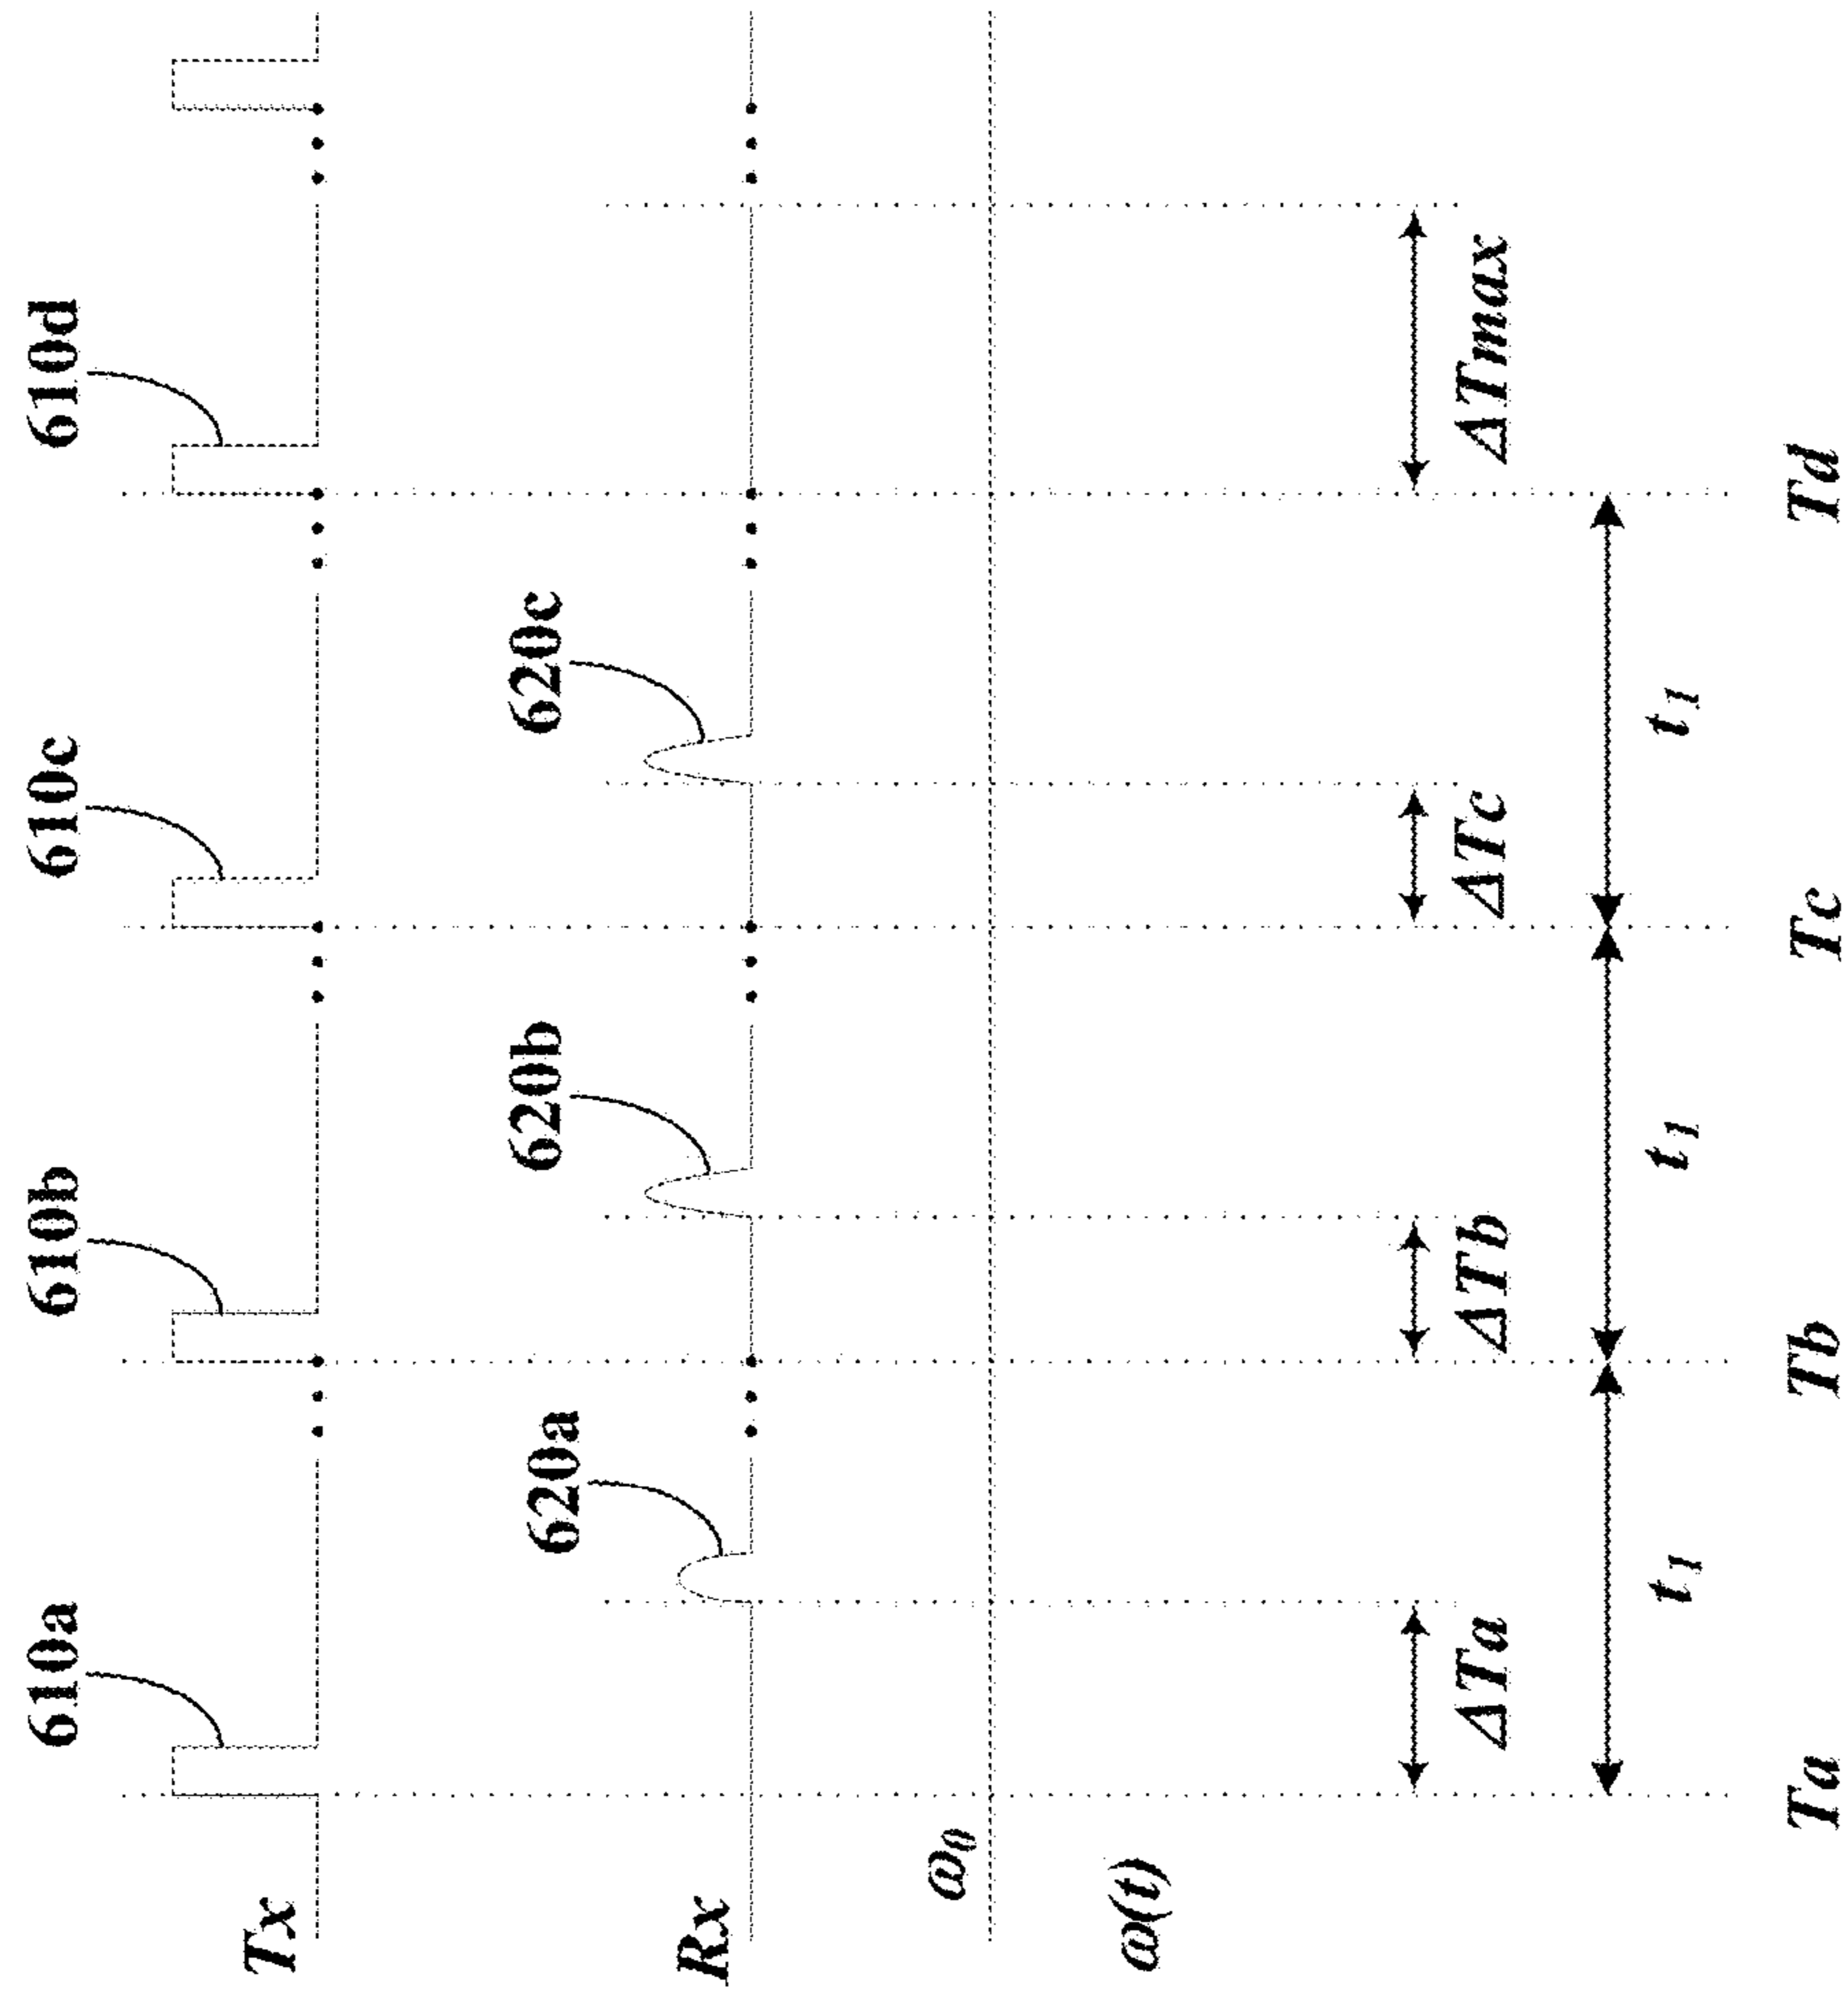 610a
610b
610c
610d
Tx
620a
620b
620c
Rx
ω0
ω(t)
ΔTa
ΔTb
ΔTc
ΔTmax
t1
t1
t1
Ta
Tb
Tc
Td